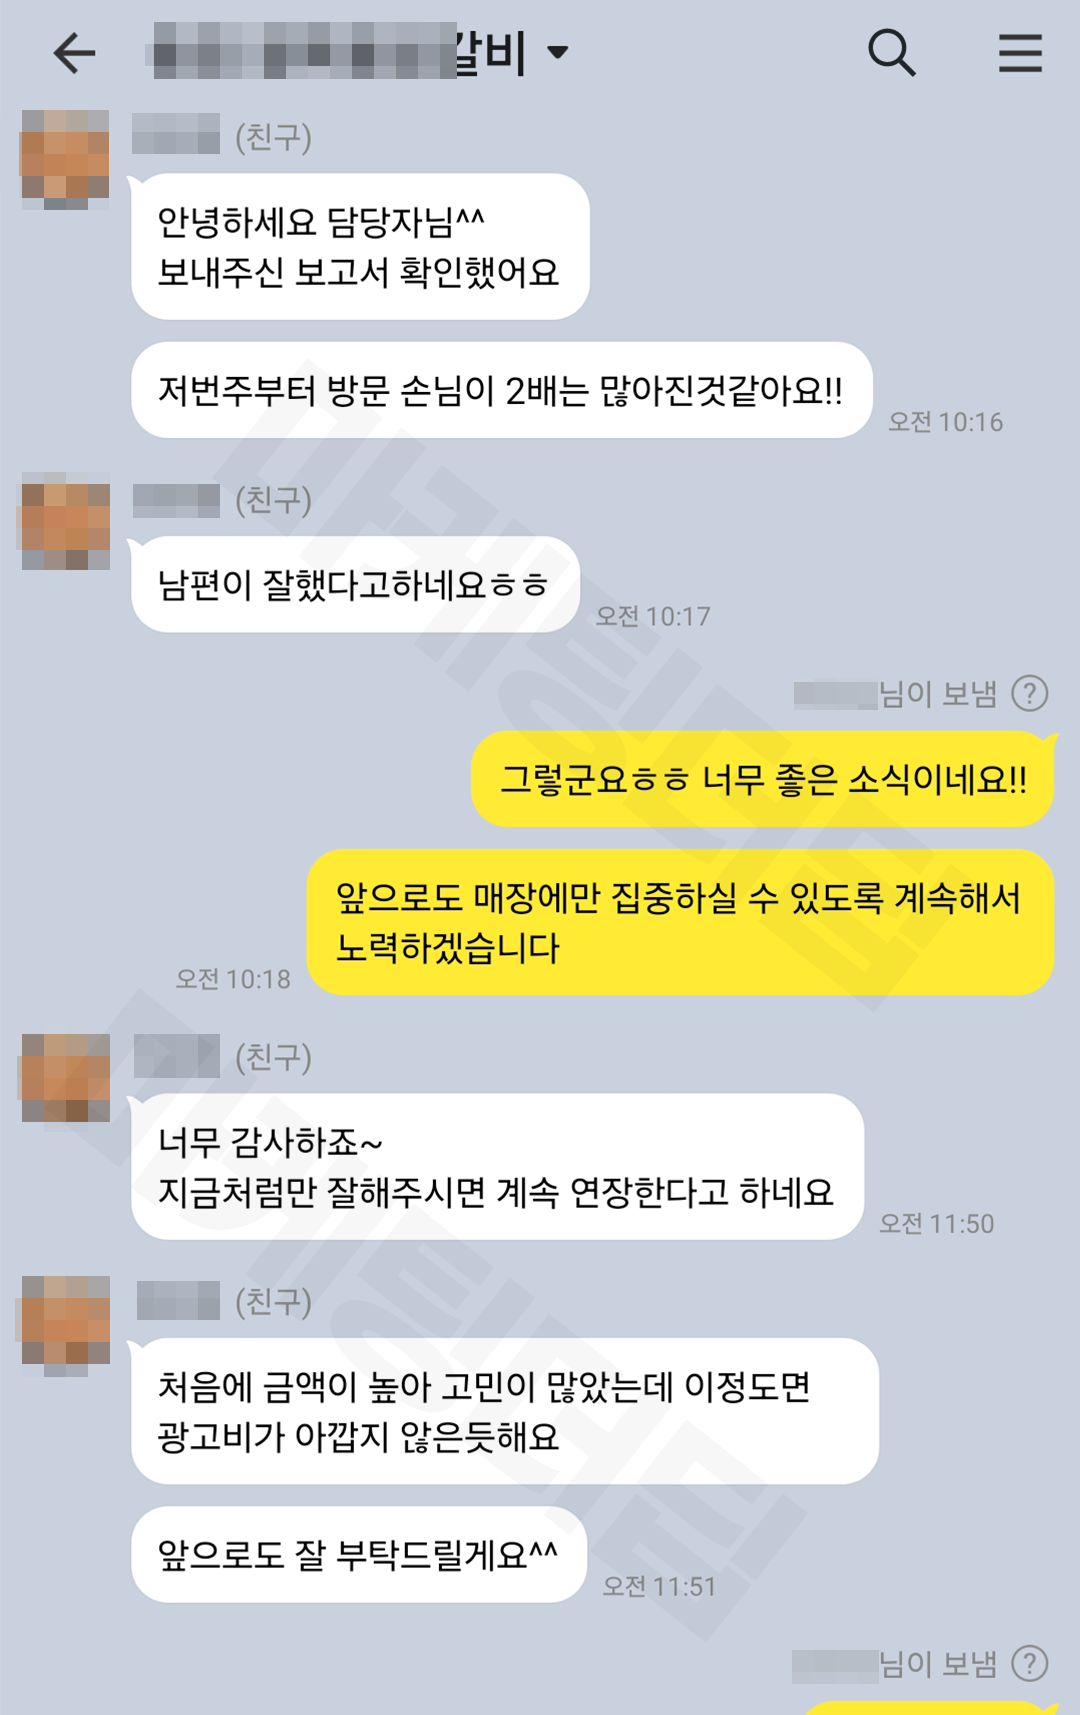 갈비
(친구)
안녕하세요 담당자님^^
보내주신 보고서 확인했어요
저번주부터 방문 손님이 2배는 많아진것같아요!!
오전 10:16
(친구)
남편이 잘했다고하네요ㅎㅎ
오전 10:17
님이 보냄 ?
그렇군요ㅎㅎ 너무 좋은 소식이네요!!
앞으로도 매장에만 집중하실 수 있도록 계속해서
노력하겠습니다
오전 10:18
(친구)
너무 감사하죠~
지금처럼만 잘해주시면 계속 연장한다고 하네요
오전 11:50
(친구)
처음에 금액이 높아 고민이 많았는데 이정도면
광고비가 아깝지 않은듯해요
앞으로도 잘 부탁드릴게요^^
오전 11:51
님이 보냄 ?
마케팅더팀
마케팅더팀